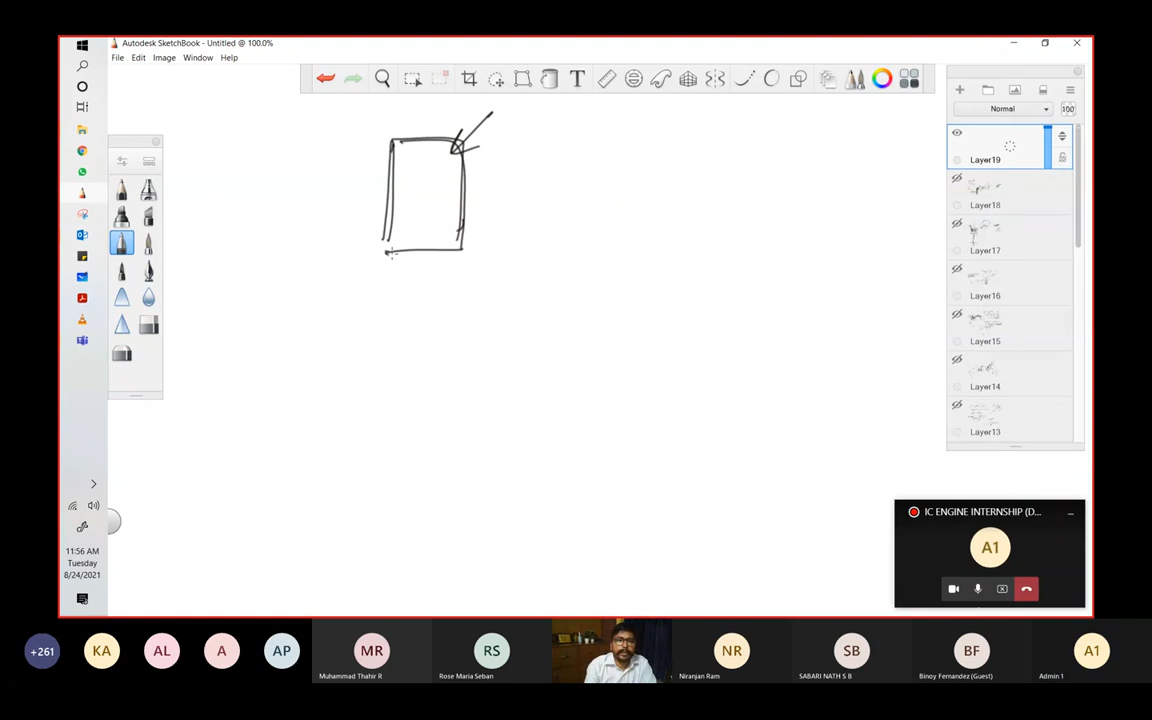 Autodesk SketchBook - Untitled @ 100.0%
File Edit Image Window Help
T
Normal
100
Layer19
Layer18
Layer17
Layer16
Layer15
Layer14
Layer13
11:56 AM
Tuesday
8/24/2021
IC ENGINE INTERNSHIP (D...
A1
+261
KA
AL
A
AP
MR
Muhammad Thahir R
RS
Rose Maria Seban
NR
Niranjan Ram
SB
SABARI NATH S B
BF
Binoy Fernandez (Guest)
A1
Admin 1